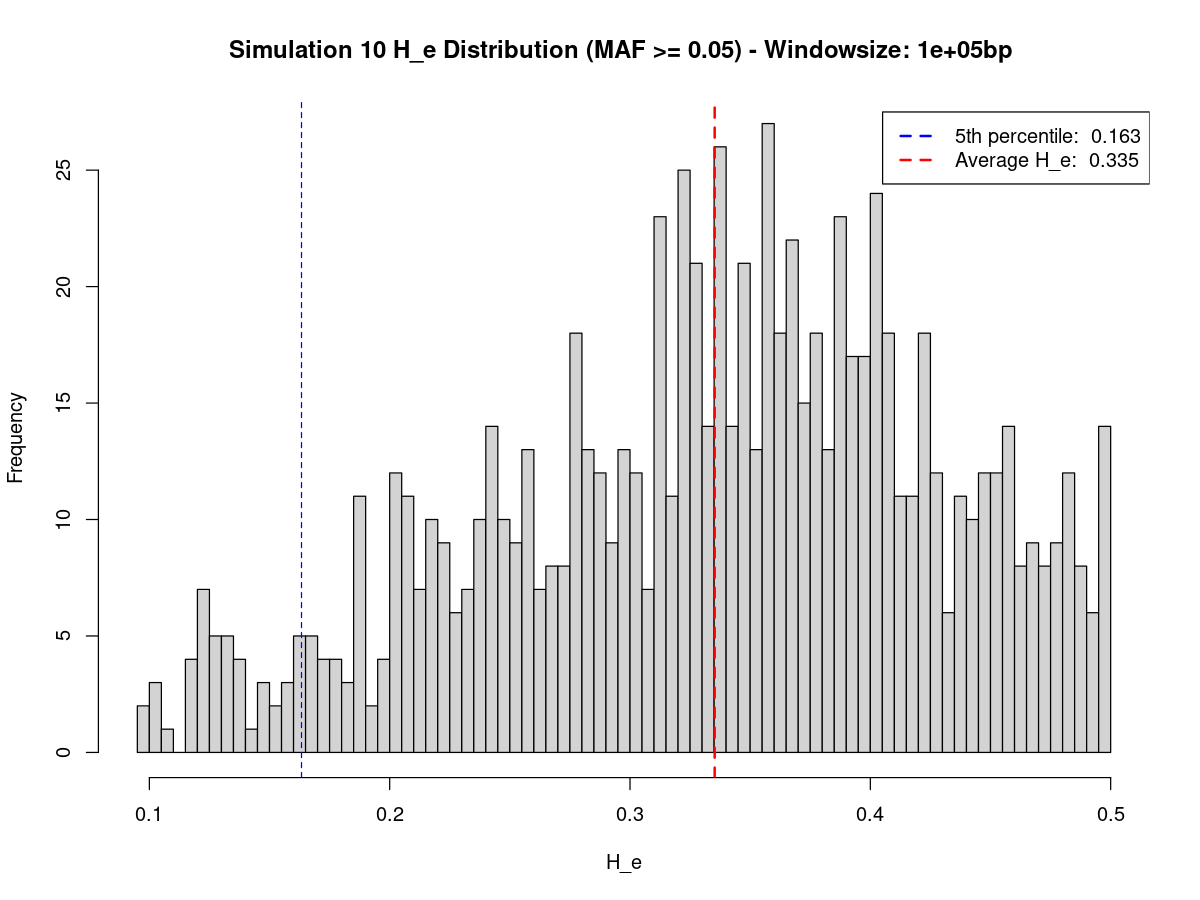 Simulation 10 H_e Distribution (MAF >= 0.05) - Windowsize: 1e+05bp
5th percentile: 0.163
Average H_e: 0.335
25
20
15
10
5
0
Frequency
0.1
0.2
0.3
0.4
0.5
H_e